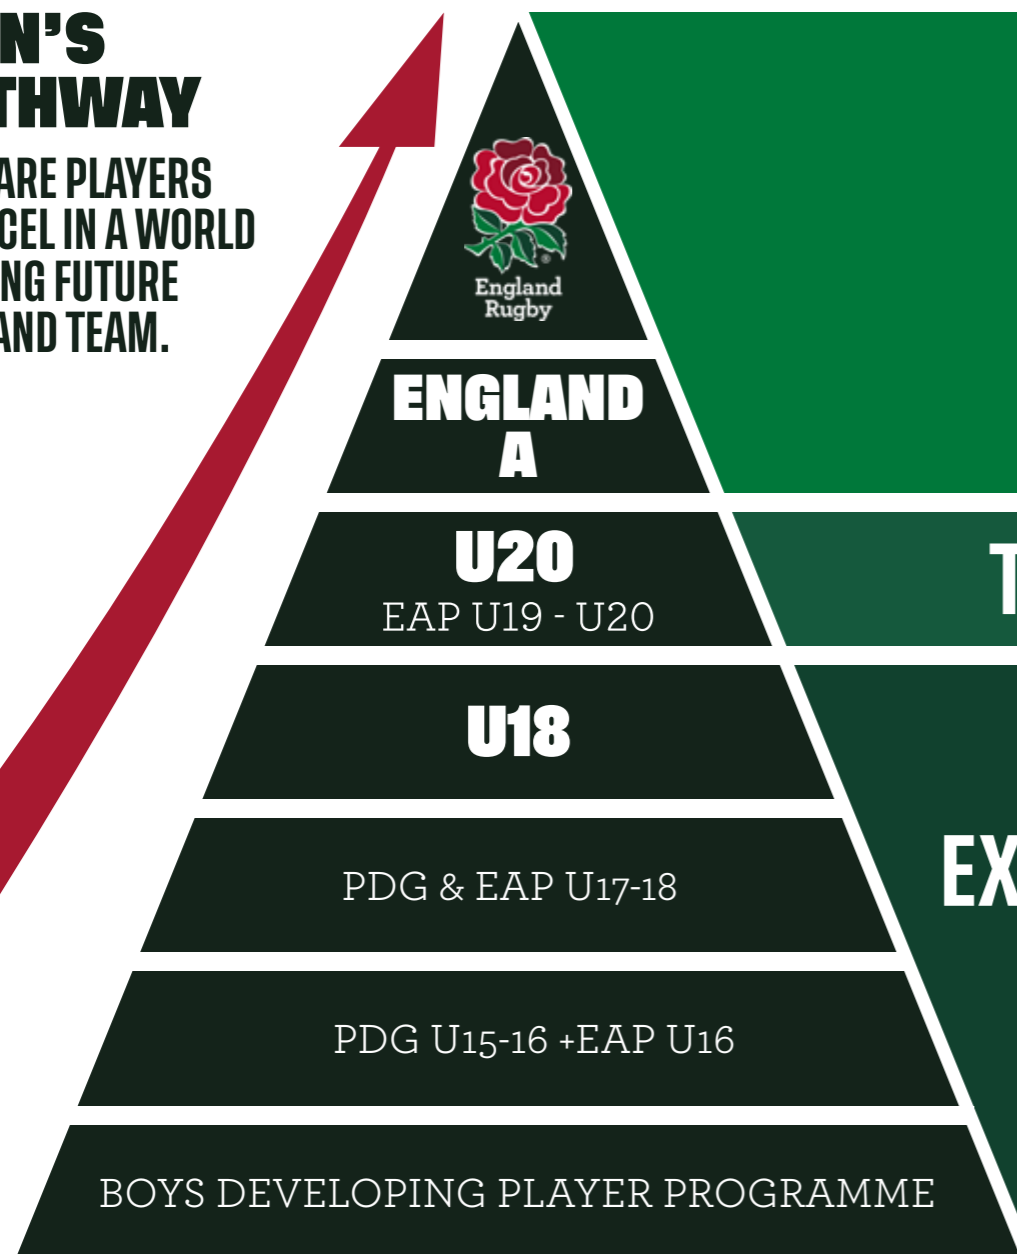 N'S
THWAY
ARE PLAYERS
CEL IN A WORLD
NG FUTURE
AND TEAM.
England
Rugby
ENGLAND
A
U20
EAP U19 - U20
T
U18
EX
PDG & EAP U17-18
PDG U15-16 +EAP U16
BOYS DEVELOPING PLAYER PROGRAMME